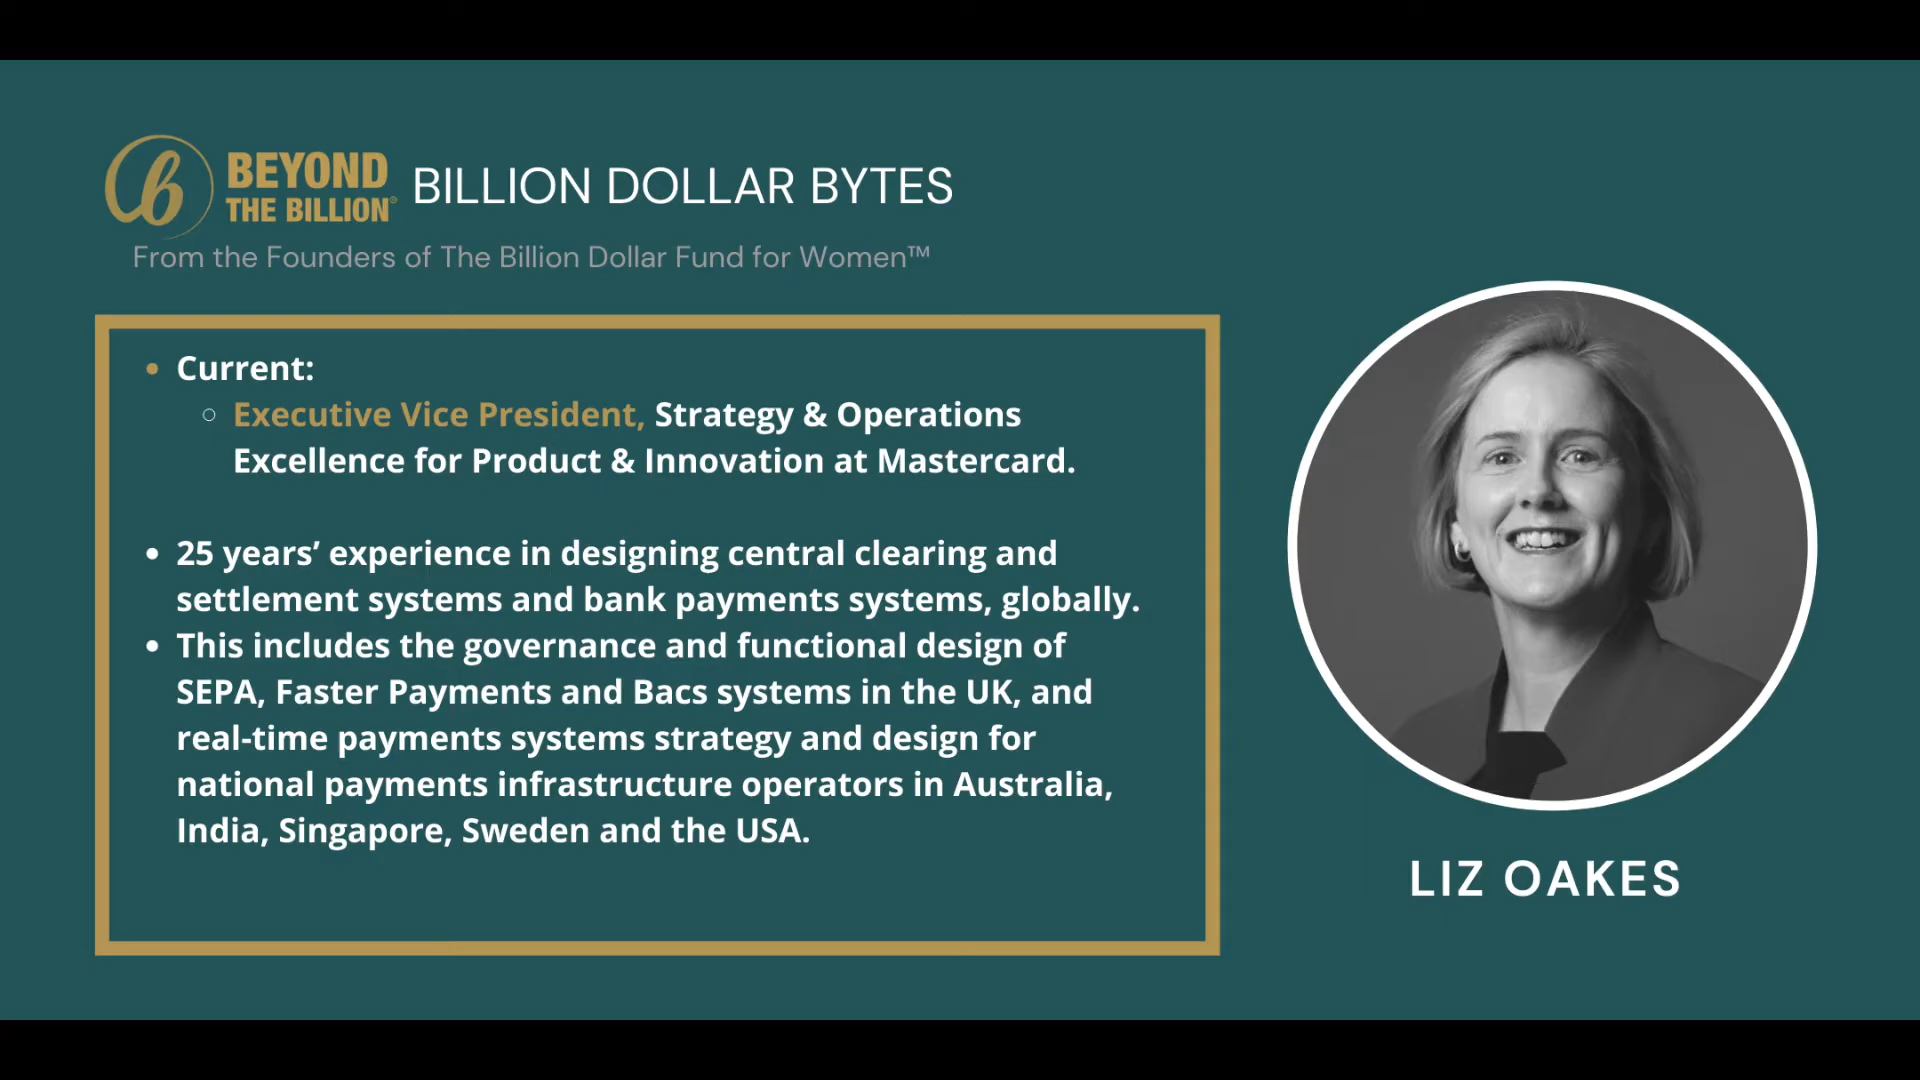 BEYOND
THE BILLION®
BILLION DOLLAR BYTES
From the Founders of The Billion Dollar Fund for Women™
• Current:
○ Executive Vice President, Strategy & Operations
Excellence for Product & Innovation at Mastercard.
• 25 years’ experience in designing central clearing and
settlement systems and bank payments systems, globally.
• This includes the governance and functional design of
SEPA, Faster Payments and Bacs systems in the UK, and
real-time payments systems strategy and design for
national payments infrastructure operators in Australia,
India, Singapore, Sweden and the USA.
LIZ OAKES